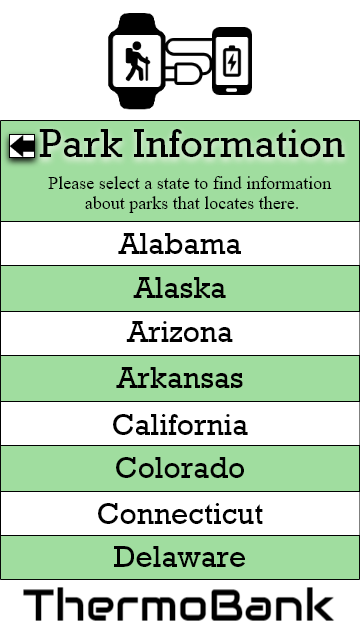 Park Information
Please select a state to find information
about parks that locates there.
Alabama
Alaska
Arizona
Arkansas
California
Colorado
Connecticut
Delaware
ThermoBank